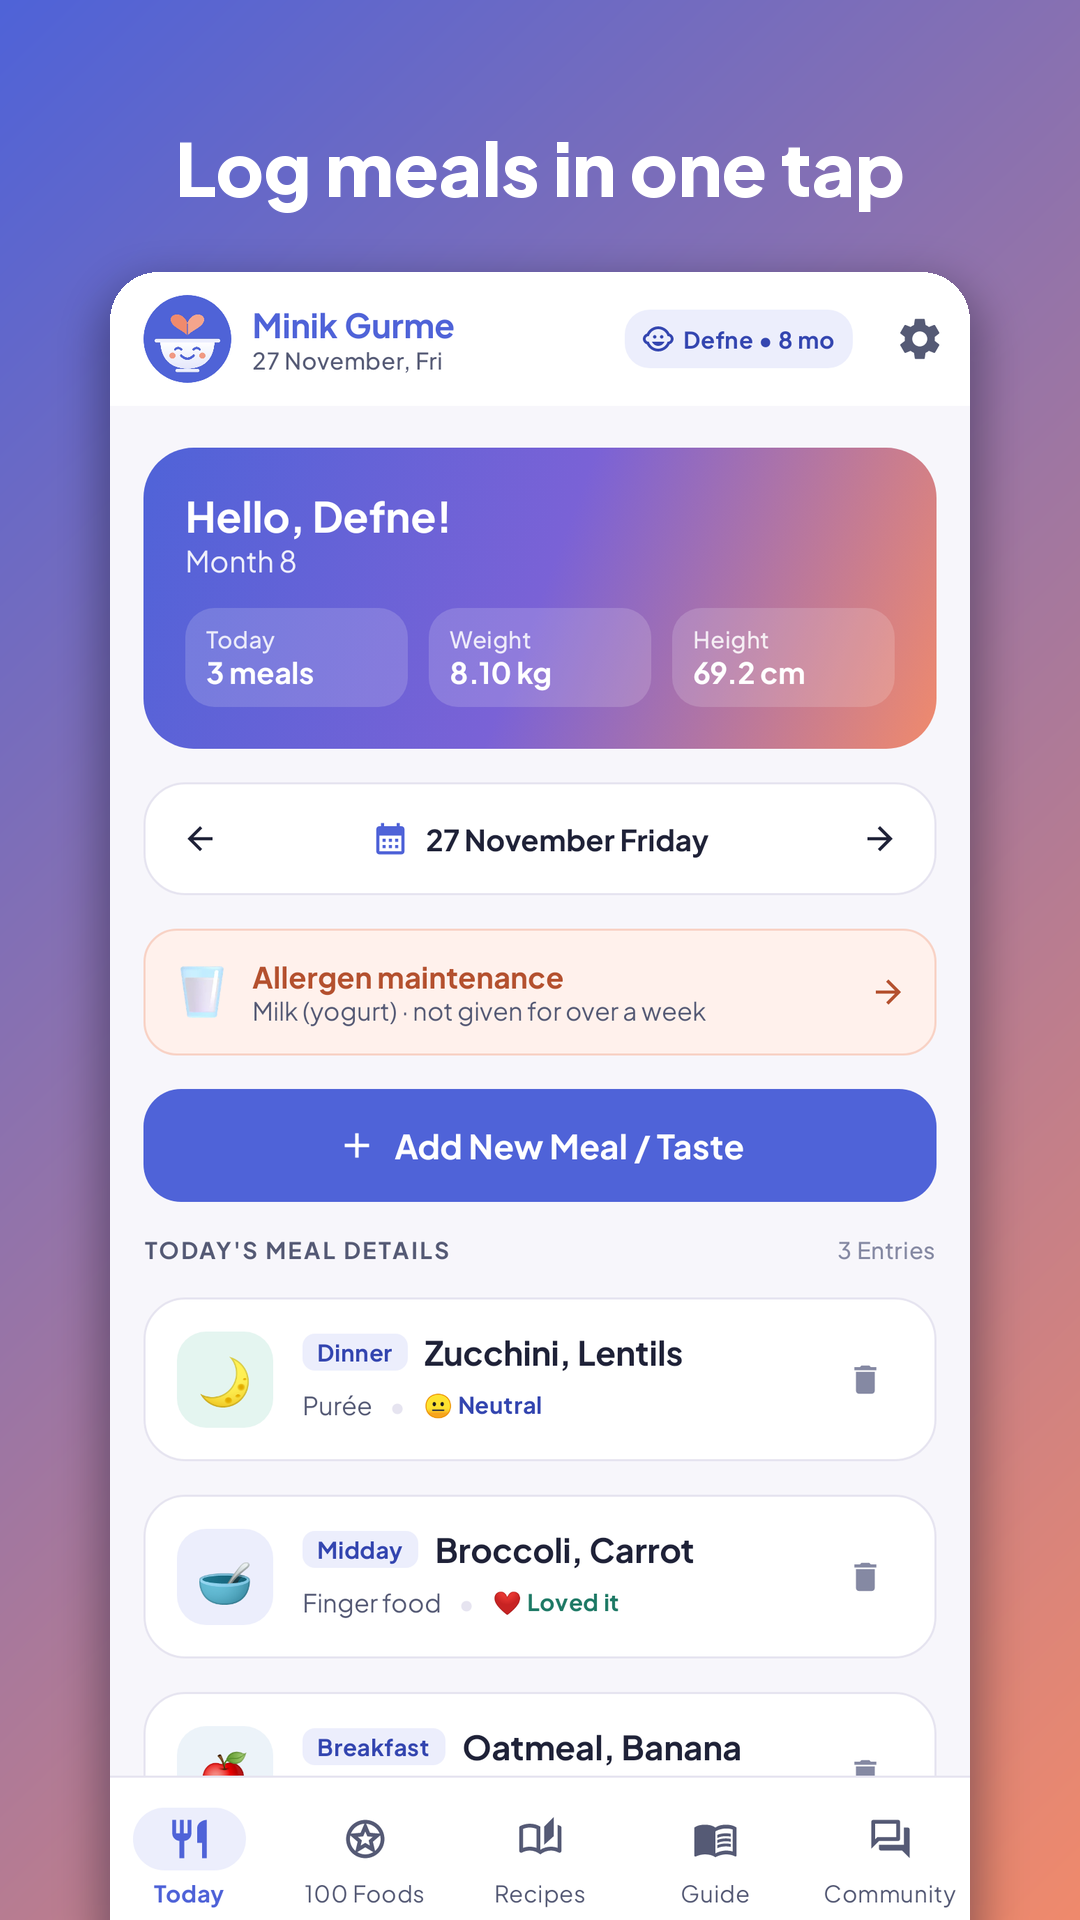 Log meals in one tap
Minik Gurme
27 November, Fri
Defne • 8 mo
Hello, Defne!
Month 8
Today
3 meals
Weight
8.10 kg
Height
69.2 cm
27 November Friday
Allergen maintenance
Milk (yogurt) · not given for over a week
+ Add New Meal / Taste
TODAY'S MEAL DETAILS
3 Entries
Dinner Zucchini, Lentils
Purée • 😐 Neutral
Midday Broccoli, Carrot
Finger food • ❤️ Loved it
Breakfast Oatmeal, Banana
Today
100 Foods
Recipes
Guide
Community